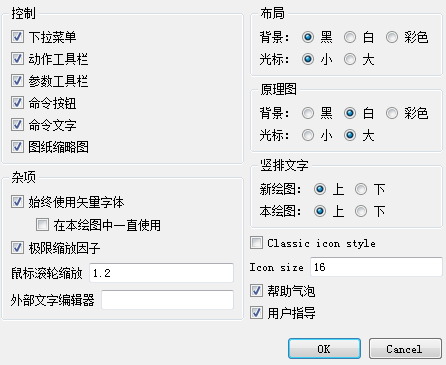 控制
下拉菜单
动作工具栏
参数工具栏
命令按钮
命令文字
图纸缩略图
杂项
始终使用矢量字体
在本绘图中一直使用
极限缩放因子
鼠标滚轮缩放 1.2
外部文字编辑器
布局
背景: 黑 白 彩色
光标: 小 大
原理图
背景: 黑 白 彩色
光标: 小 大
竖排文字
新绘图: 上 下
本绘图: 上 下
Classic icon style
Icon size 16
帮助气泡
用户指导
OK Cancel